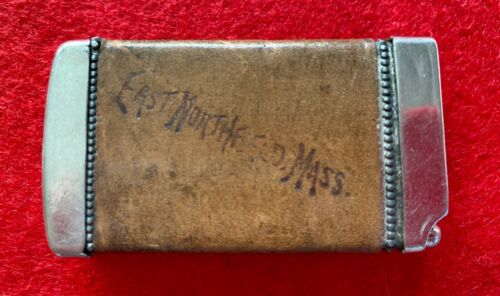 EAST NORTHFIELD, MASS.